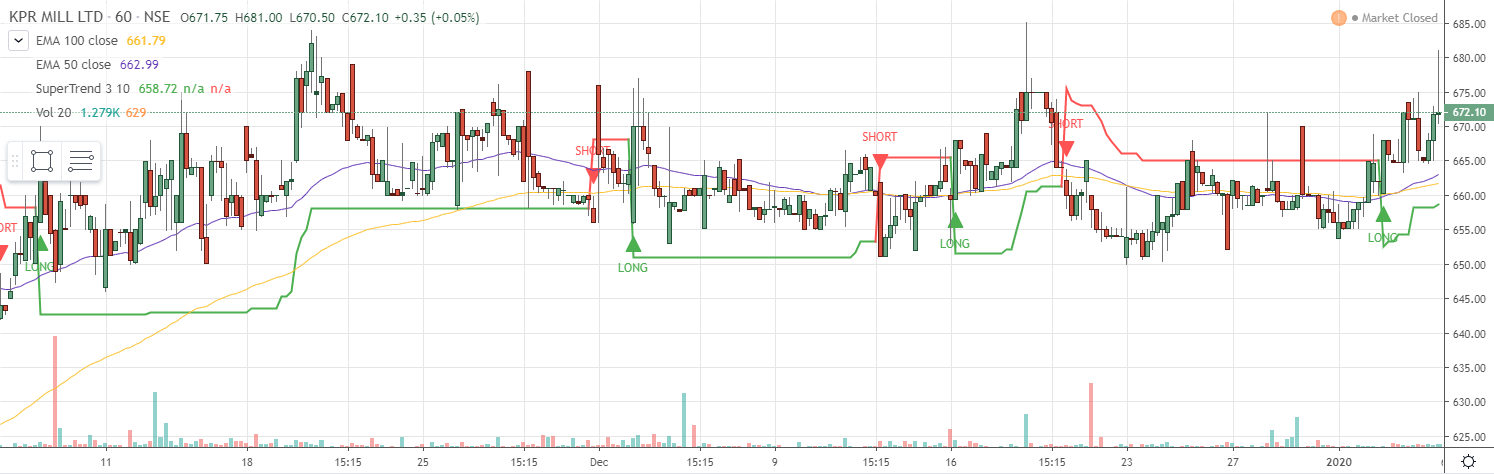 KPR MILL LTD · 60 · NSE O671.75 H681.00 L670.50 C672.10 +0.35 (+0.05%)
Market Closed
EMA 100 close 661.79
EMA 50 close 662.99
SuperTrend 3 10 658.72 n/a n/a
Vol 20 1.279K 629
685.00
680.00
675.00
672.10
670.00
665.00
660.00
655.00
650.00
645.00
640.00
635.00
630.00
625.00
ORT
LONG
SHORT
LONG
SHORT
LONG
SHORT
LONG
11 18 15:15 25 15:15 Dec 15:15 9 15:15 16 15:15 23 27 2020 6